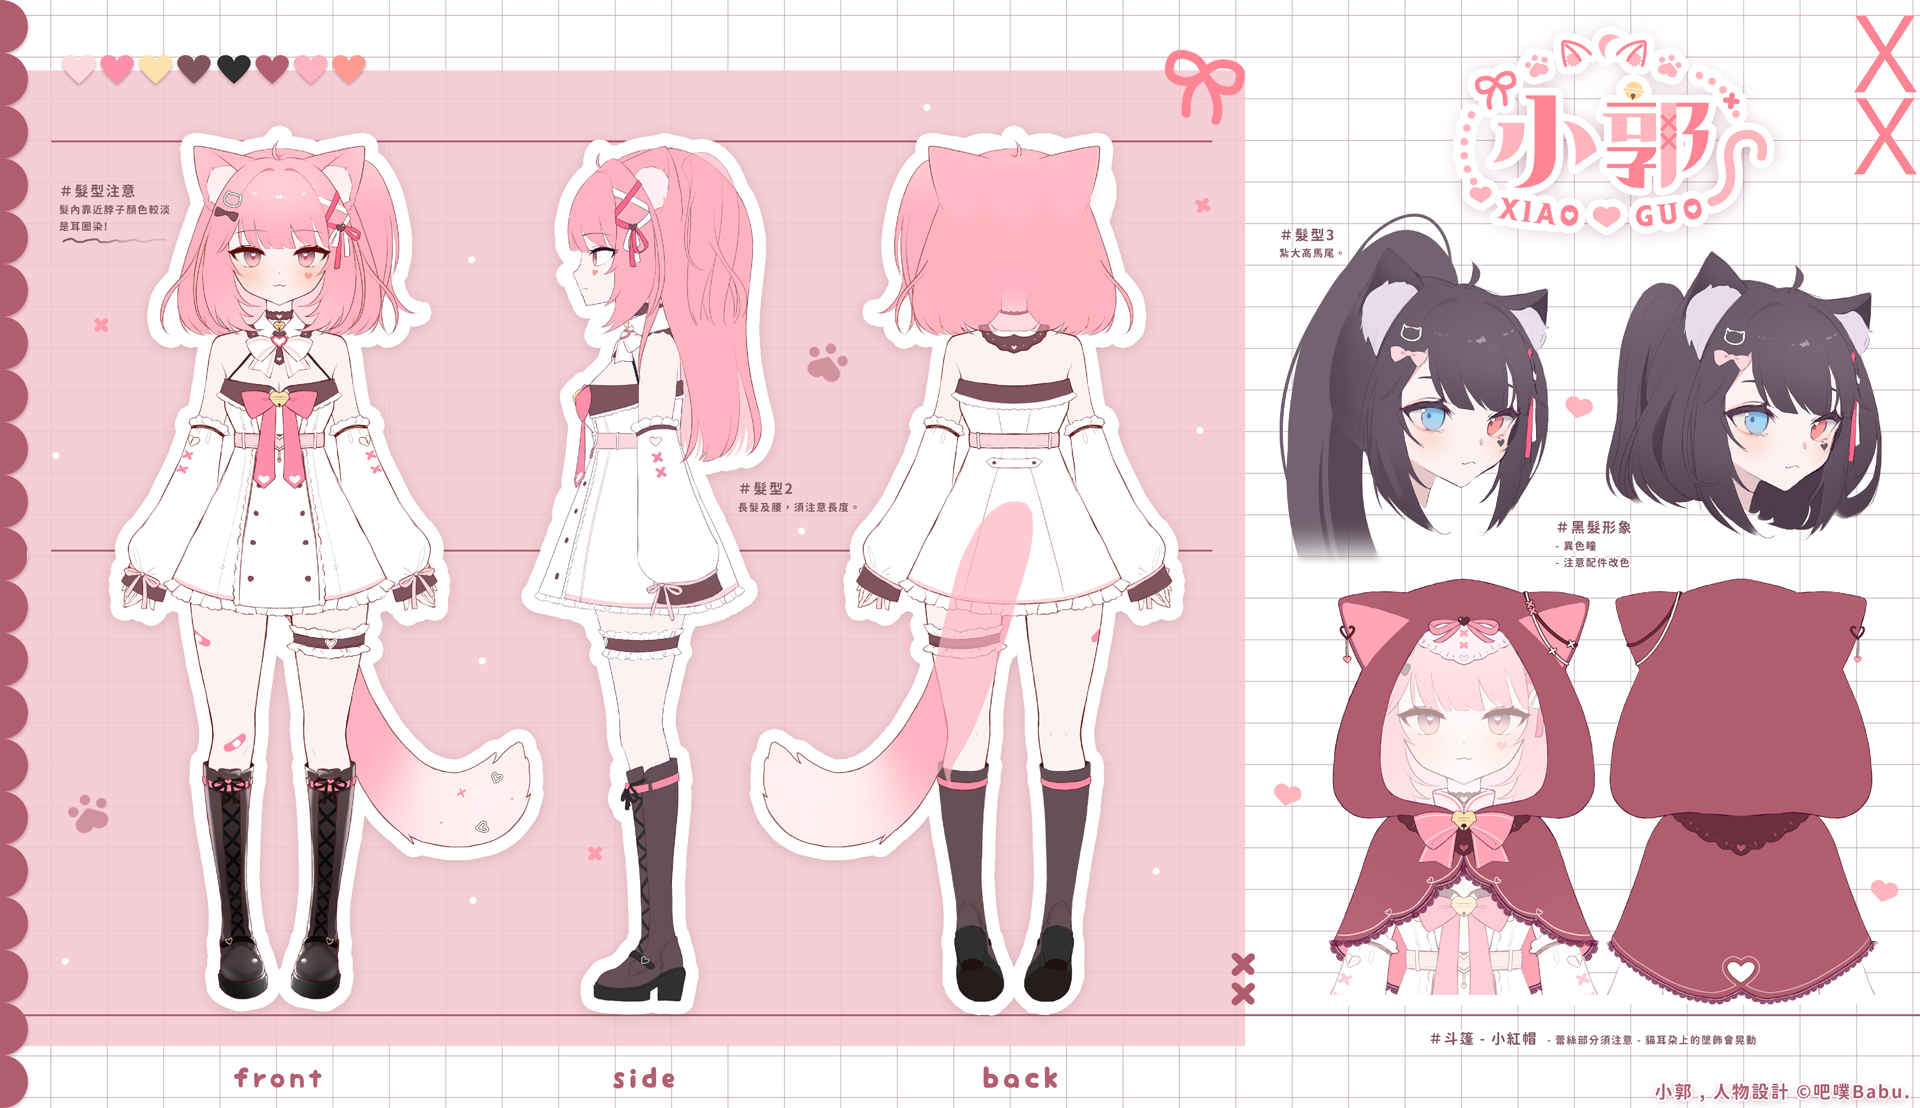 #髮型注意
髮內靠近脖子顏色較淡
是耳圈染!
#髮型2
長髮及腰,須注意長度。
front
side
back
小郭
XIAO GUO
#髮型3
紮大高馬尾。
#黑髮形象
- 異色瞳
- 注意配件改色
#斗篷 - 小紅帽 - 蕾絲部分須注意 - 貓耳朶上的墜飾會晃動
小郭 , 人物設計 ©吧噗Babu.